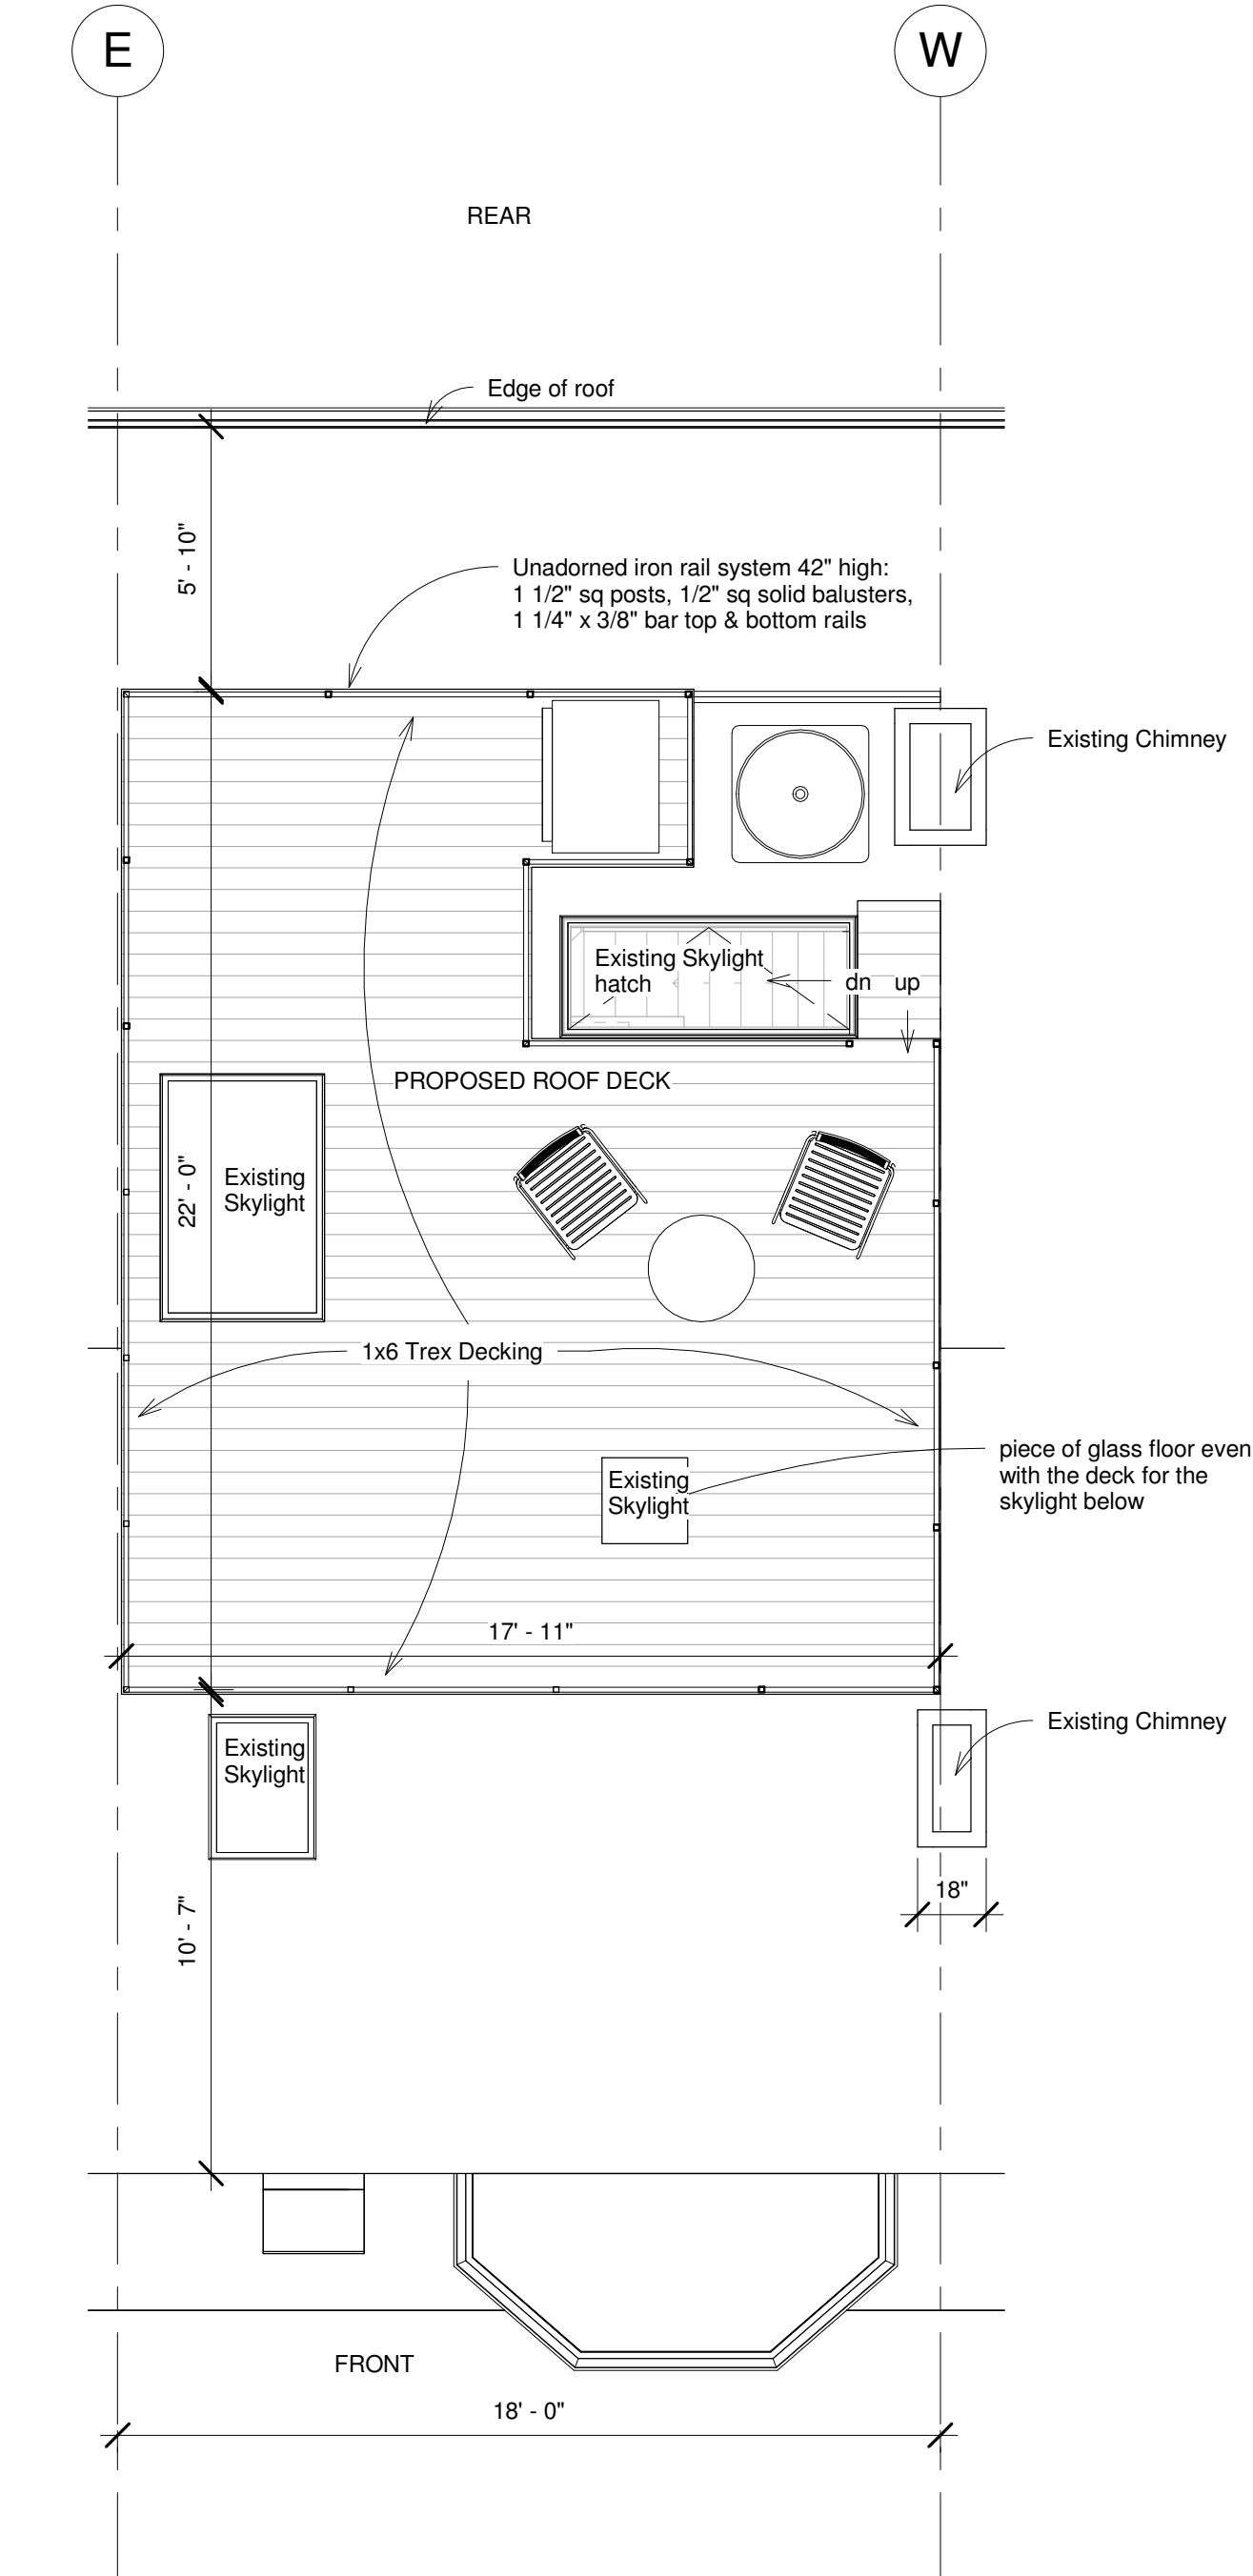 E
W
REAR
Edge of roof
5' - 10"
Unadorned iron rail system 42" high:
1 1/2" sq posts, 1/2" sq solid balusters,
1 1/4" x 3/8" bar top & bottom rails
Existing Chimney
Existing Skylight
hatch
dn
up
PROPOSED ROOF DECK
22' - 0"
Existing
Skylight
1x6 Trex Decking
piece of glass floor even
with the deck for the
skylight below
Existing
Skylight
17' - 11"
Existing
Skylight
Existing Chimney
18"
10' - 7"
FRONT
18' - 0"